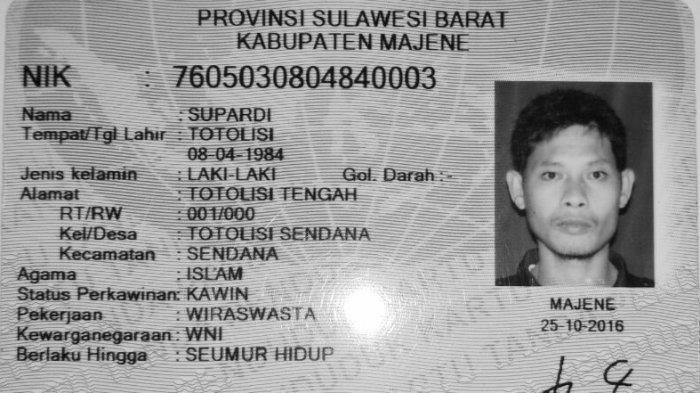 PROVINSI SULAWESI BARAT
KABUPATEN MAJENE
NIK : 7605030804840003
Nama : SUPARDI
Tempat/Tgl Lahir : TOTOLISI
08-04-1984
Jenis kelamin : LAKI-LAKI Gol. Darah :-
Alamat : TOTOLISI TENGAH
RT/RW : 001/000
Kel/Desa : TOTOLISI SENDANA
Kecamatan : SENDANA
Agama : ISLAM
Status Perkawinan: KAWIN
Pekerjaan : WIRASWASTA
Kewarganegaraan : WNI
Berlaku Hingga : SEUMUR HIDUP
MAJENE
25-10-2016